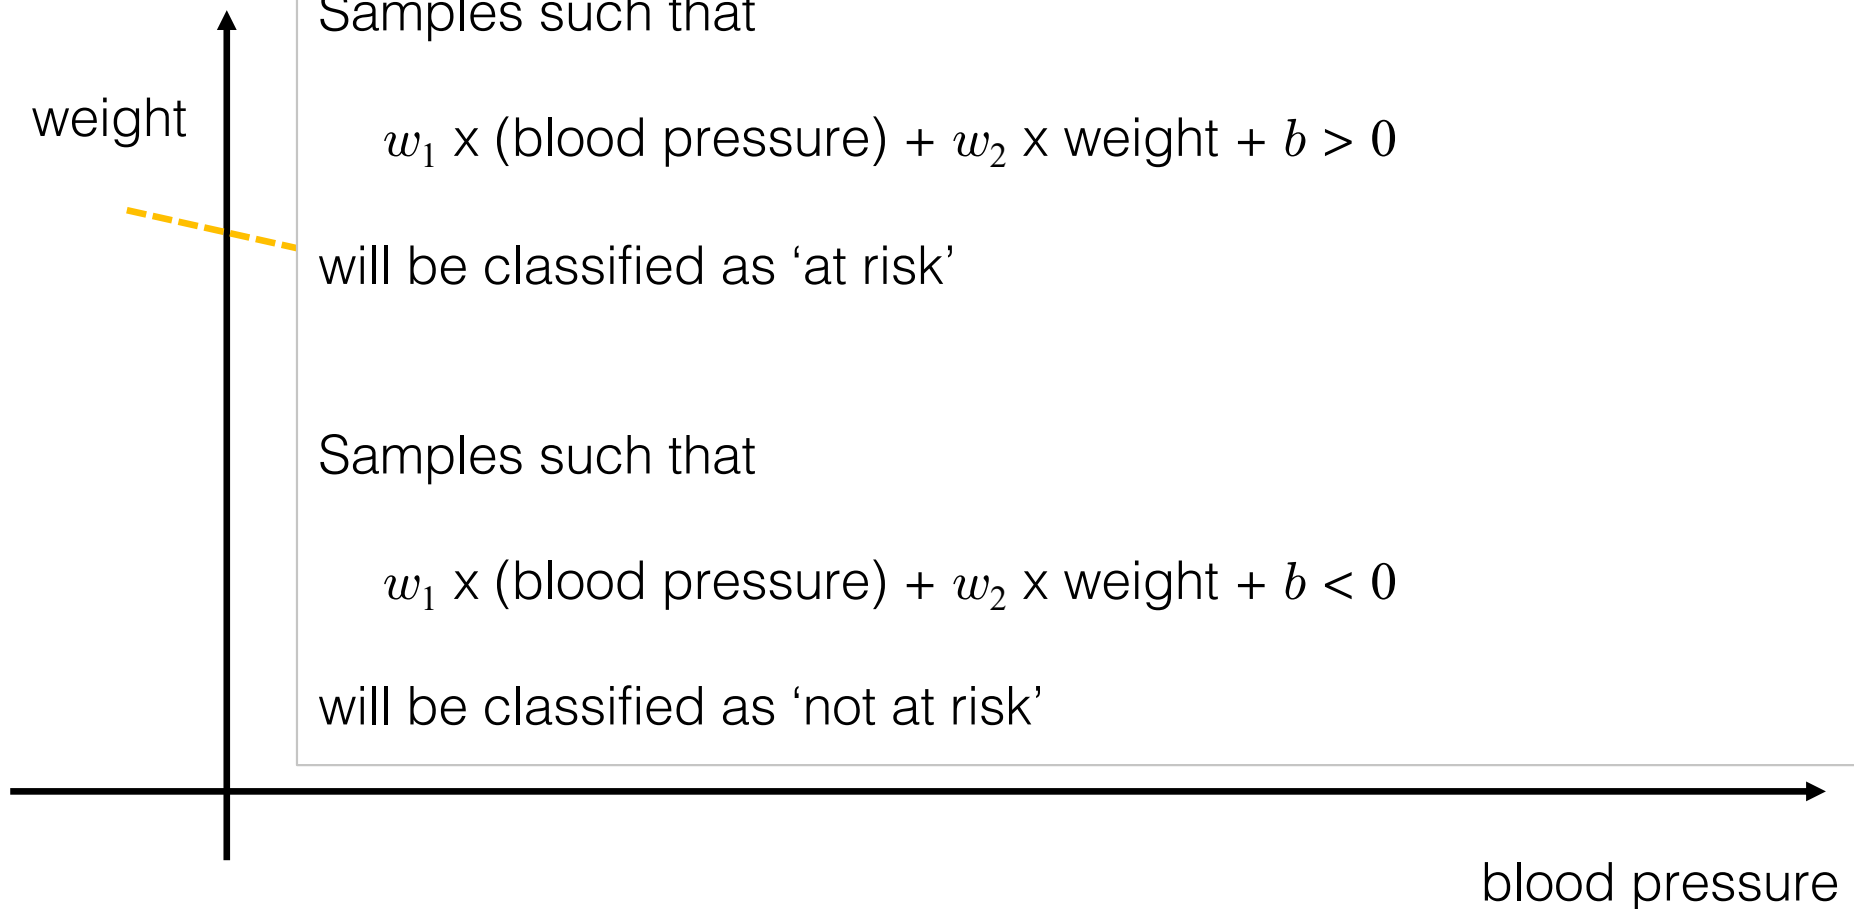 Samples such that
weight
w₁ x (blood pressure) + w₂ x weight + b > 0
will be classified as ‘at risk’
Samples such that
w₁ x (blood pressure) + w₂ x weight + b < 0
will be classified as ‘not at risk’
blood pressure